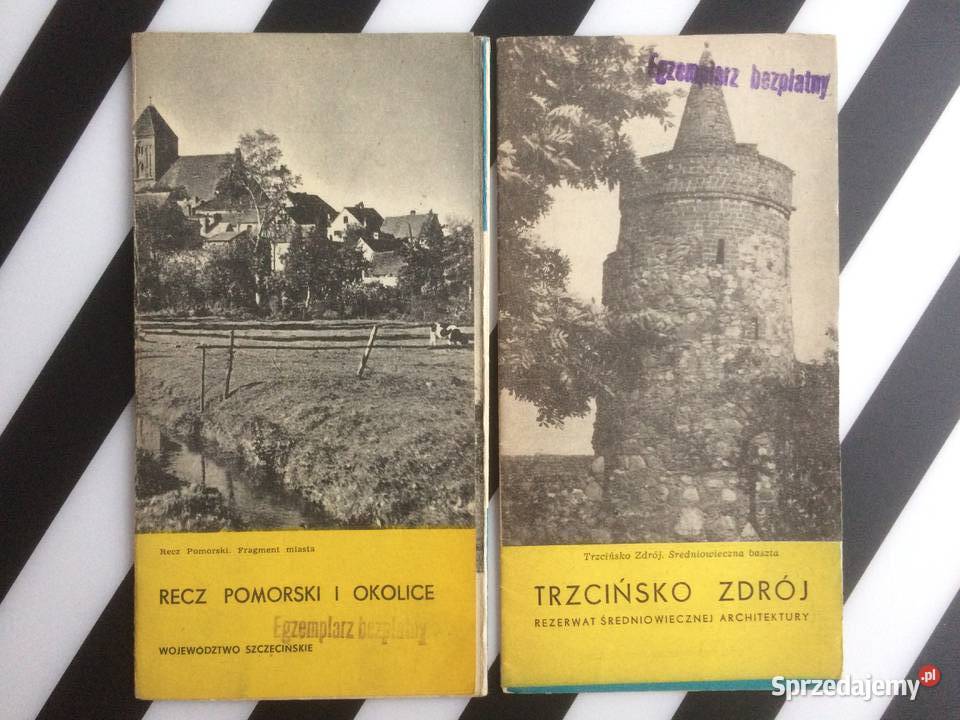 Recz Pomorski. Fragment miasta
RECZ POMORSKI I OKOLICE
Egzemplarz bezpłatny
WOJEWÓDZTWO SZCZECIŃSKIE
Egzemplarz bezpłatny
Trzcińsko Zdrój. Średniowieczna baszta
TRZCIŃSKO ZDRÓJ
REZERWAT ŚREDNIOWIECZNEJ ARCHITEKTURY
Sprzedajemy.pl